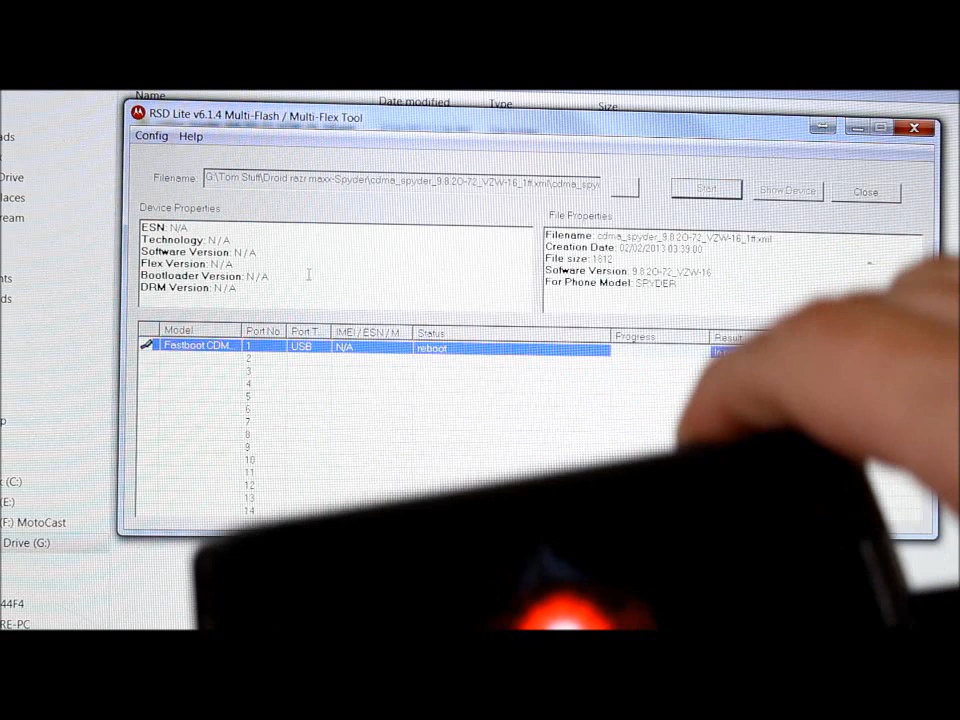 Name Date modified Type Size
RSD Lite v6.1.4 Multi-Flash / Multi-Flex Tool
Config Help
Filename G:\Tom Stuff\Droid razr maxx-Spyder\cdma_spyder_9.8.2O-72_VZW-16_1ff.xml\cdma_spy
Start Show Device Close
Device Properties
ESN: N/A
Technology: N/A
Software Version: N/A
Flex Version: N/A
Bootloader Version: N/A
DRM Version: N/A
File Properties
Filename: cdma_spyder_9.8.2O-72_VZW-16_1ff.xml
Creation Date: 02/02/2013 03:39:00
File size: 1812
Software Version: 9.8.2O-72_VZW-16
For Phone Model: SPYDER
Model Port No. Port T... IMEI / ESN / M... Status Progress Result
Fastboot CDM... 1 USB N/A reboot
2
3
4
5
6
7
8
9
10
11
12
13
14
ads
Drive
laces
ream
nts
ds
p
(C:)
(E:)
(F:) MotoCast
Drive (G:)
44F4
RE-PC